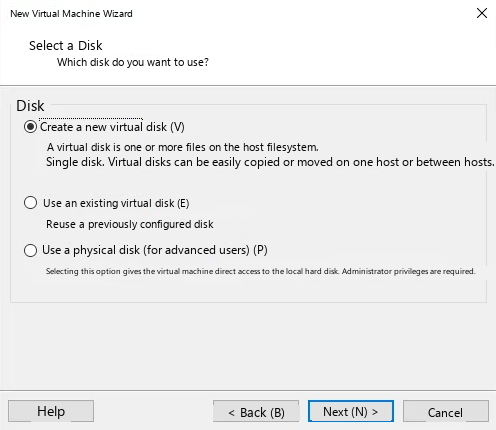 New Virtual Machine Wizard
Select a Disk
Which disk do you want to use?
Disk
Create a new virtual disk (V)
A virtual disk is one or more files on the host filesystem.
Single disk. Virtual disks can be easily copied or moved on one host or between hosts.
Use an existing virtual disk (E)
Reuse a previously configured disk
Use a physical disk (for advanced users) (P)
Selecting this option gives the virtual machine direct access to the local hard disk. Administrator privileges are required.
Help
< Back (B)
Next (N) >
Cancel